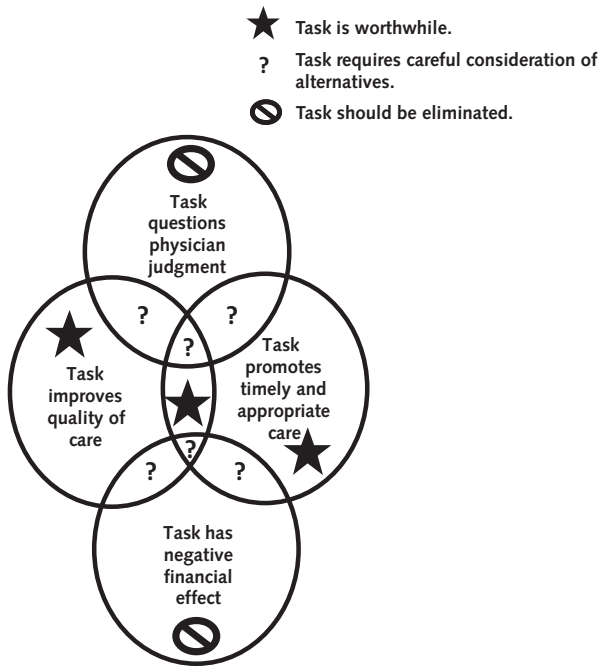 Task is worthwhile.
? Task requires careful consideration of
alternatives.
Task should be eliminated.
Task
questions
physician
judgment
? ?
?
Task
improves
quality of
care
Task
promotes
timely and
appropriate
care
?
? ?
Task has
negative
financial
effect